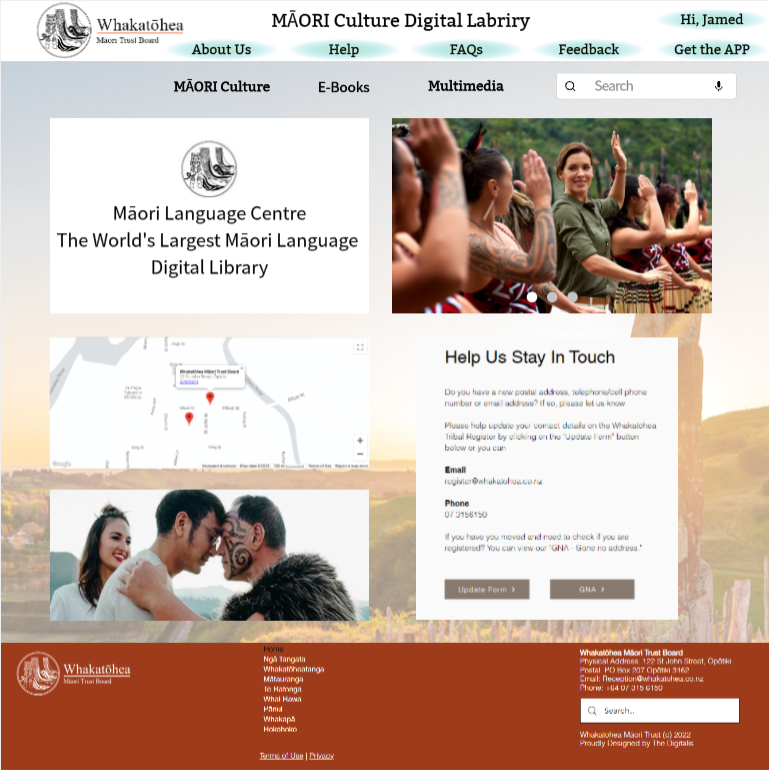 Whakatōhea
Māori Trust Board
MĀORI Culture Digital Labriry
Hi, Jamed
About Us
Help
FAQs
Feedback
Get the APP
MĀORI Culture
E-Books
Multimedia
Search
Māori Language Centre
The World's Largest Māori Language
Digital Library
Whakatōhea Māori Trust Board
Google
Help Us Stay In Touch
Do you have a new postal address, telephone/cell phone
number or email address? If so, please let us know
Please help update your contact details on the Whakatohea
Tribal Register by clicking on the "Update Form" button
below or you can
Email
register@whakatohea.co.nz
Phone
07 3156150
If you have you moved and need to check if you are
registered? You can view our "GNA - Gone no address."
Update Form >
GNA >
Whakatōhea
Māori Trust Board
Home
Ngā Tangata
Whakatōheatanga
Mātauranga
Te Ratonga
Whai Rawa
Pānui
Whakapā
Hokohoko
Terms of Use | Privacy
Whakatōhea Māori Trust Board
Physical Address: 122 St John Street, Opōtiki
Postal: PO Box 207 Opōtiki 3162
Email: Reception@whakatohea.co.nz
Phone: +64 07 315 6150
Search...
Whakatohea Māori Trust (c) 2022
Proudly Designed by The Digitalis